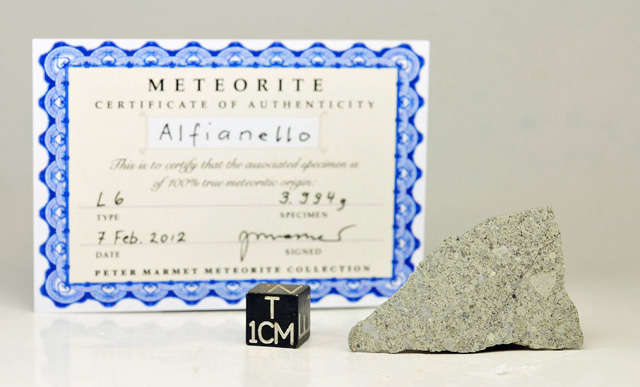 METEORITE
CERTIFICATE OF AUTHENTICITY
Alfianello
This is to certify that the associated specimen is
of 100% true meteoritic origin:
L6 3.994g
TYPE SPECIMEN
7 Feb. 2012
DATE SIGNED
PETER MARMET METEORITE COLLECTION
T
1CM